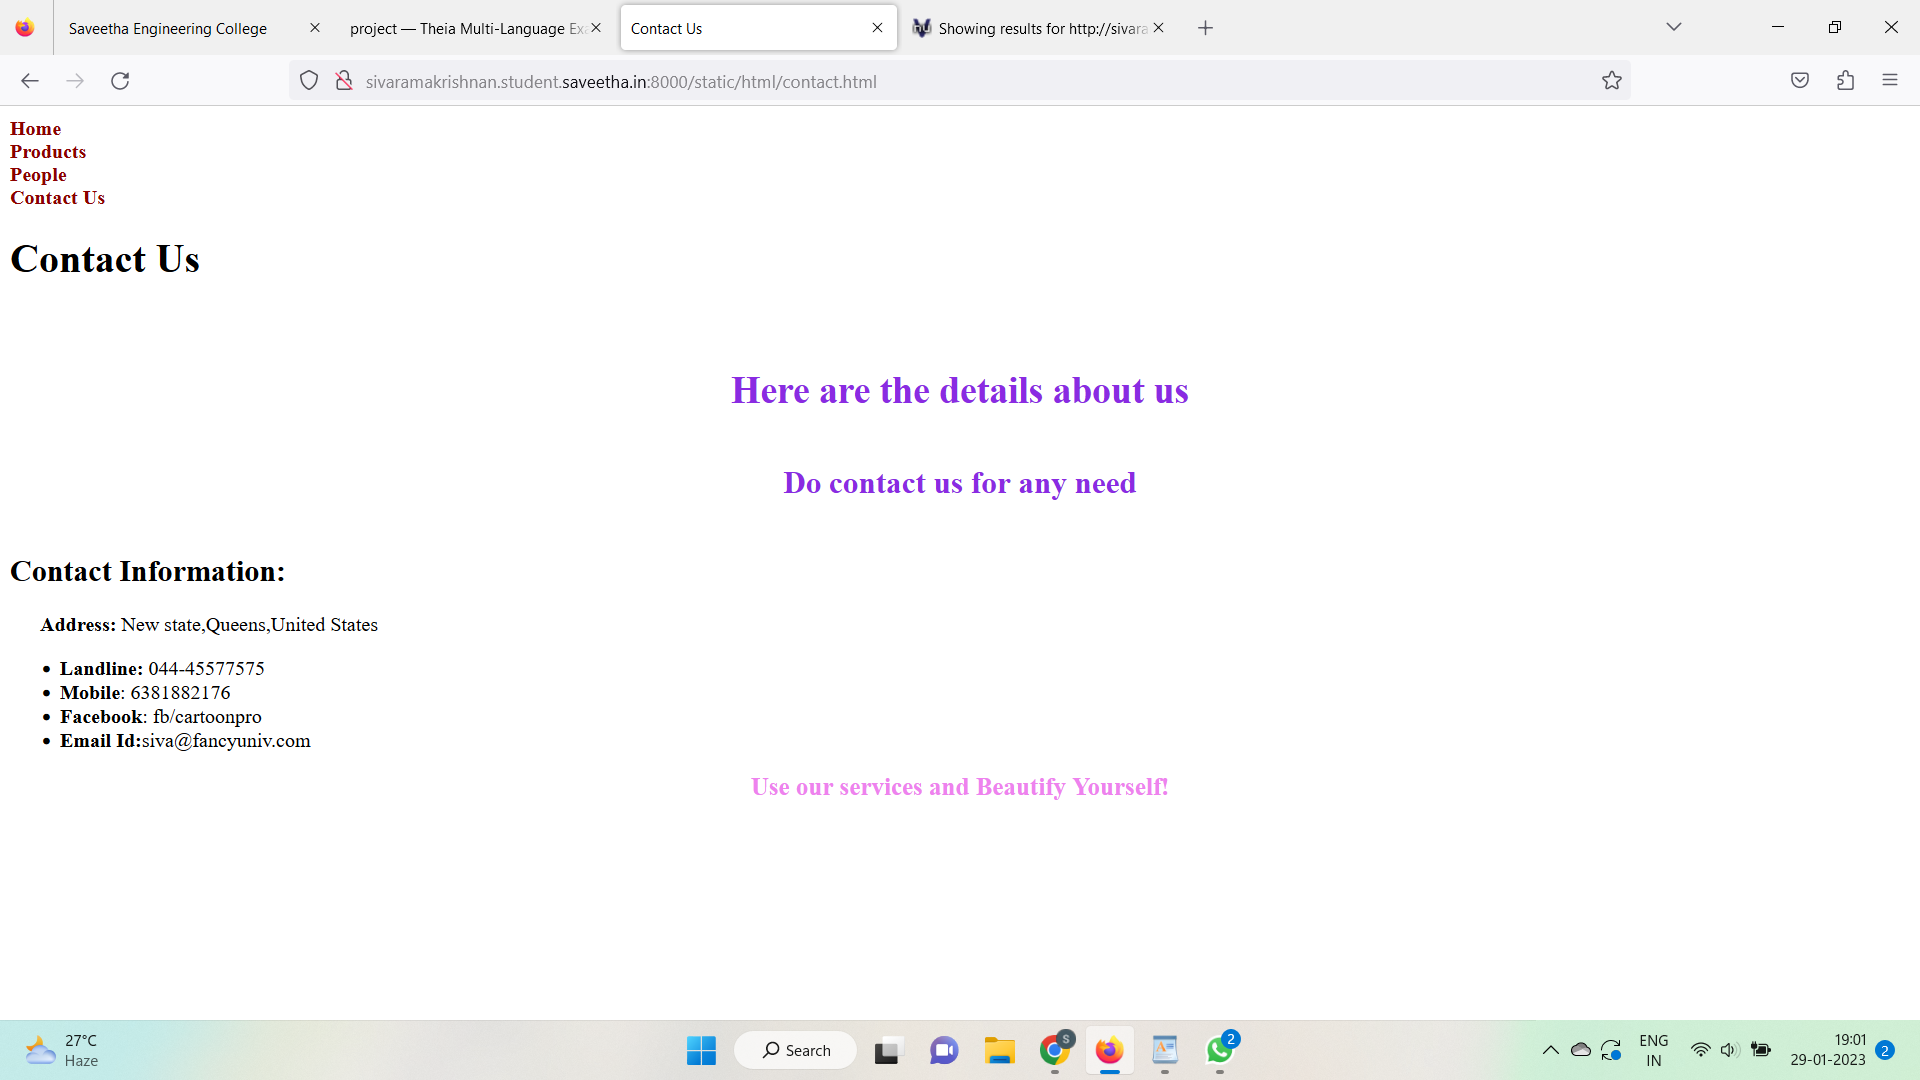 Saveetha Engineering College
project — Theia Multi-Language Exa
Contact Us
Showing results for http://sivara
sivaramakrishnan.student.saveetha.in:8000/static/html/contact.html
Home
Products
People
Contact Us
Contact Us
Here are the details about us
Do contact us for any need
Contact Information:
Address: New state,Queens,United States
Landline: 044-45577575
Mobile: 6381882176
Facebook: fb/cartoonpro
Email Id:siva@fancyuniv.com
Use our services and Beautify Yourself!
27°C
Haze
Search
S
2
ENG
IN
19:01
29-01-2023
2